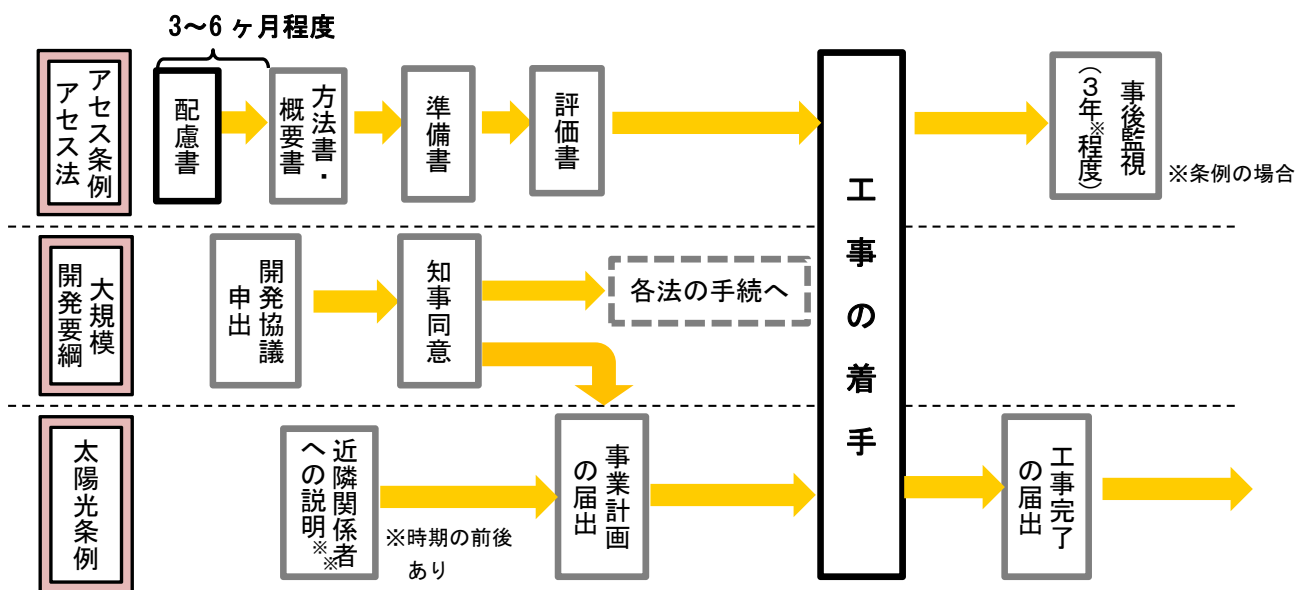 3～6 ヶ月程度
アセス条例
アセス法
配慮書
方法書・
概要書
準備書
評価書
工事の着手
事後監視
（３年※程度）
※条例の場合
大規模
開発要綱
開発協議
申出
知事同意
各法の手続へ
太陽光条例
近隣関係者
への説明※※
※時期の前後
あり
事業計画
の届出
工事完了
の届出